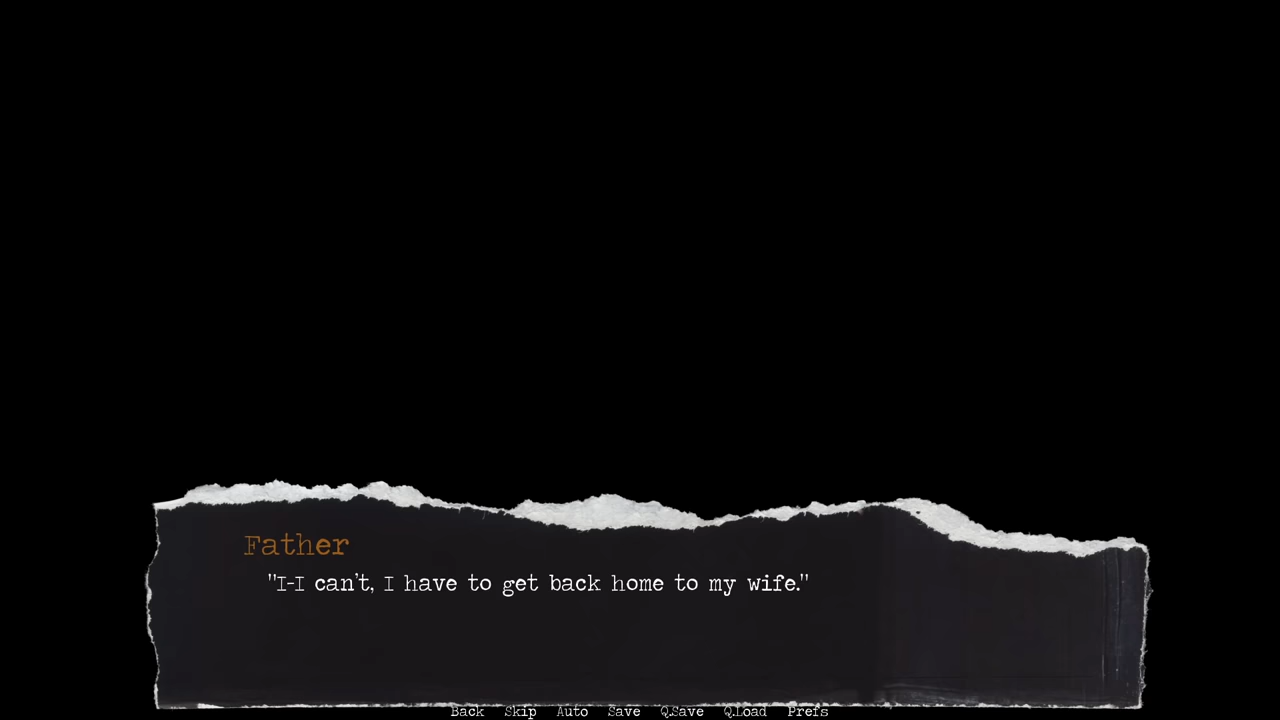 Father
"I-I can't, I have to get back home to my wife."
Back Skip Auto Save Q.Save Q.Load Prefs